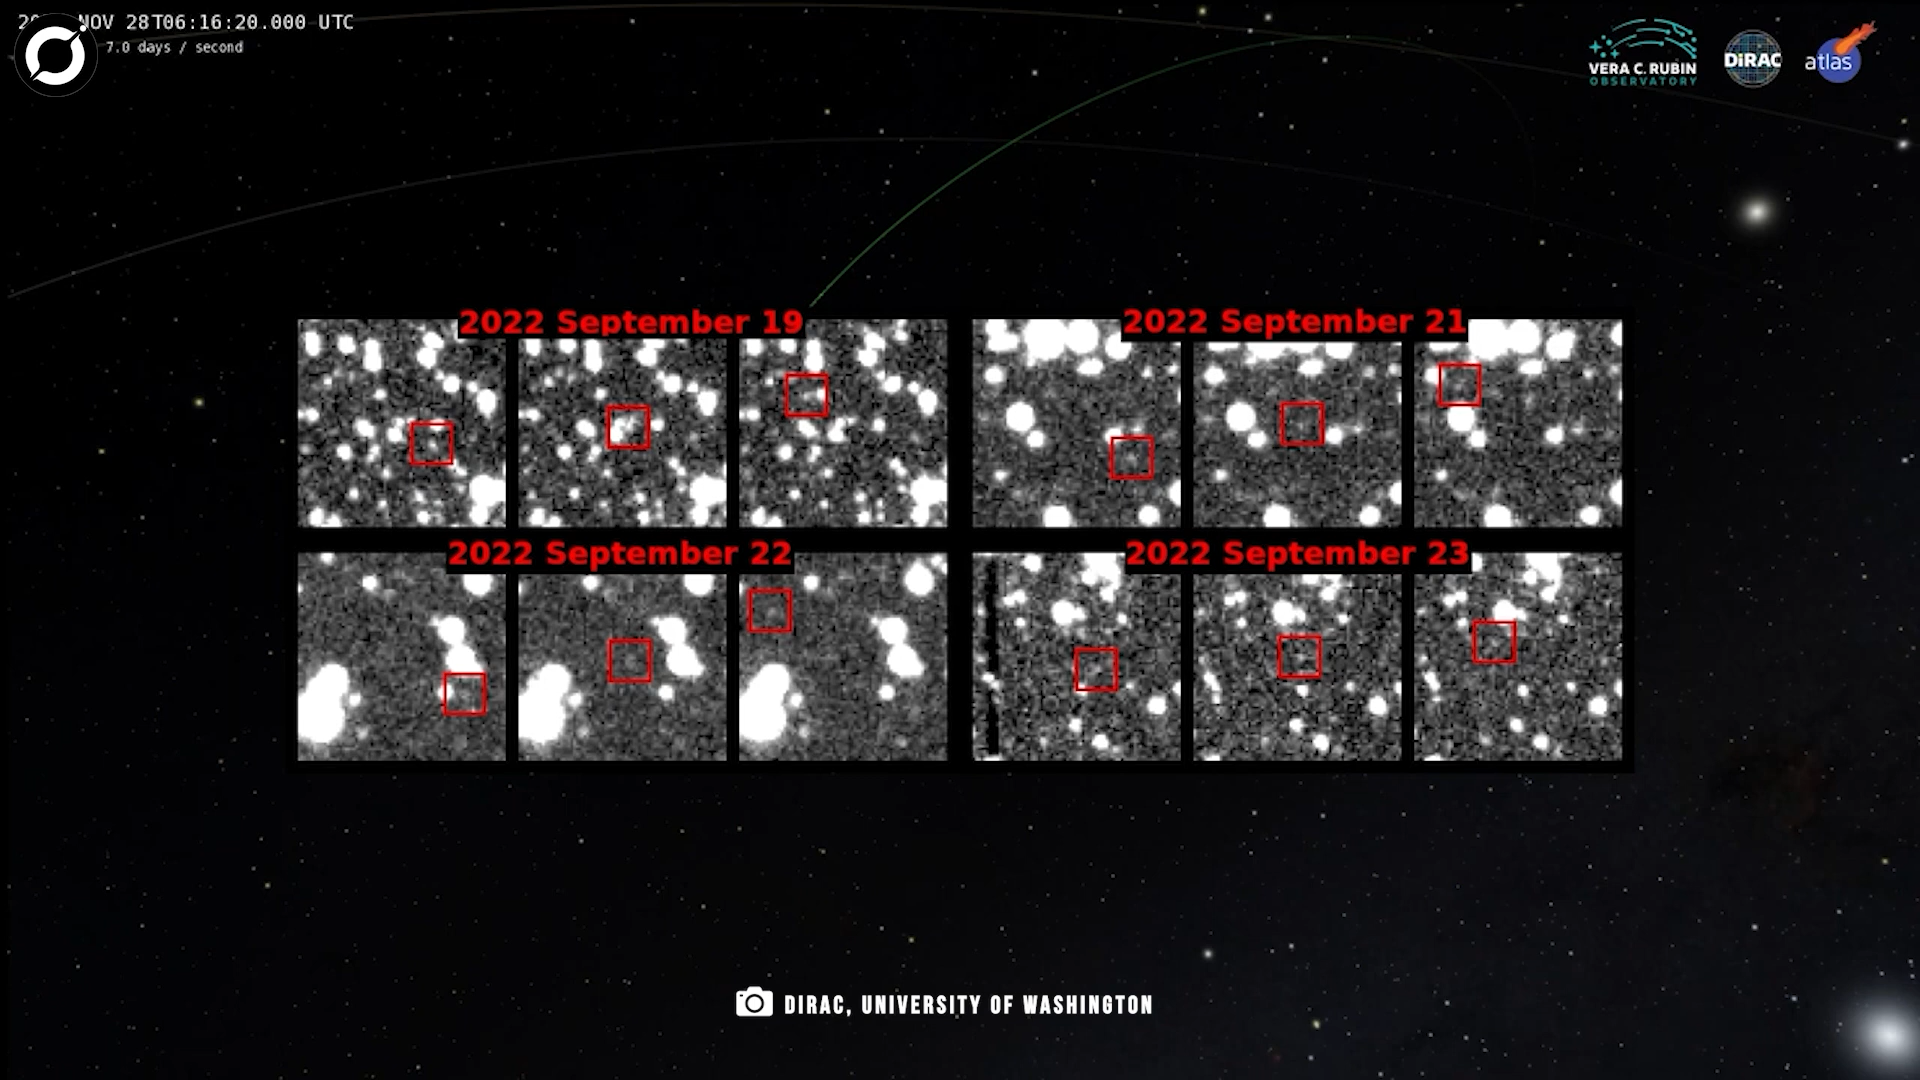 NOV 28T06:16:20.000 UTC
7.0 days / second
VERA C. RUBIN
OBSERVATORY
DiRAC
atlas
2022 September 19
2022 September 21
2022 September 22
2022 September 23
DIRAC, UNIVERSITY OF WASHINGTON